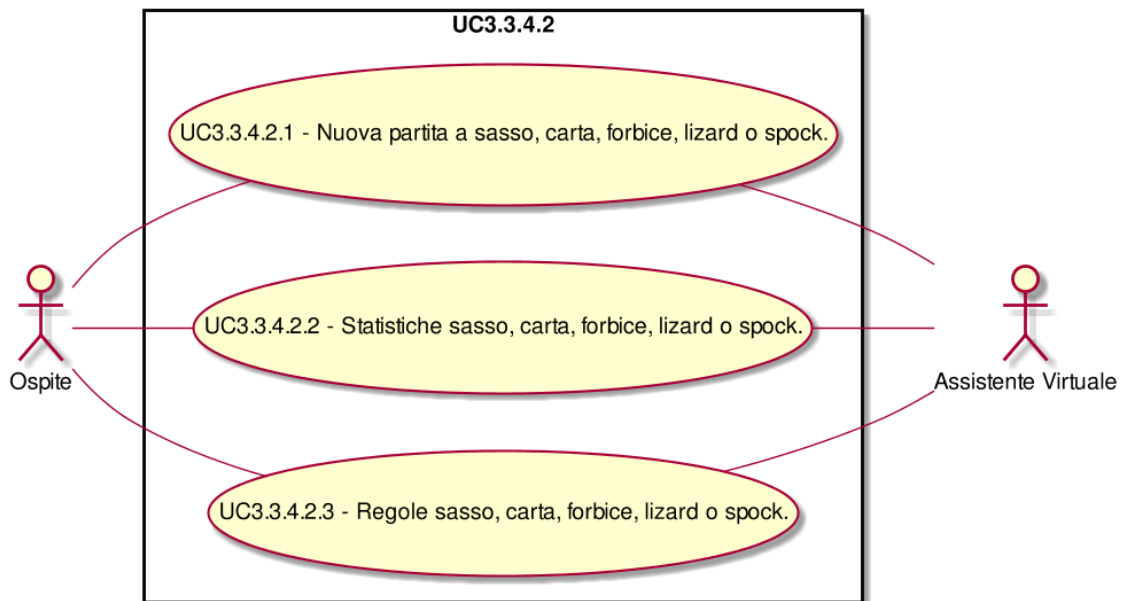 UC3.3.4.2
UC3.3.4.2.1 - Nuova partita a sasso, carta, forbice, lizard o spock.
UC3.3.4.2.2 - Statistiche sasso, carta, forbice, lizard o spock.
Ospite
Assistente Virtuale
UC3.3.4.2.3 - Regole sasso, carta, forbice, lizard o spock.